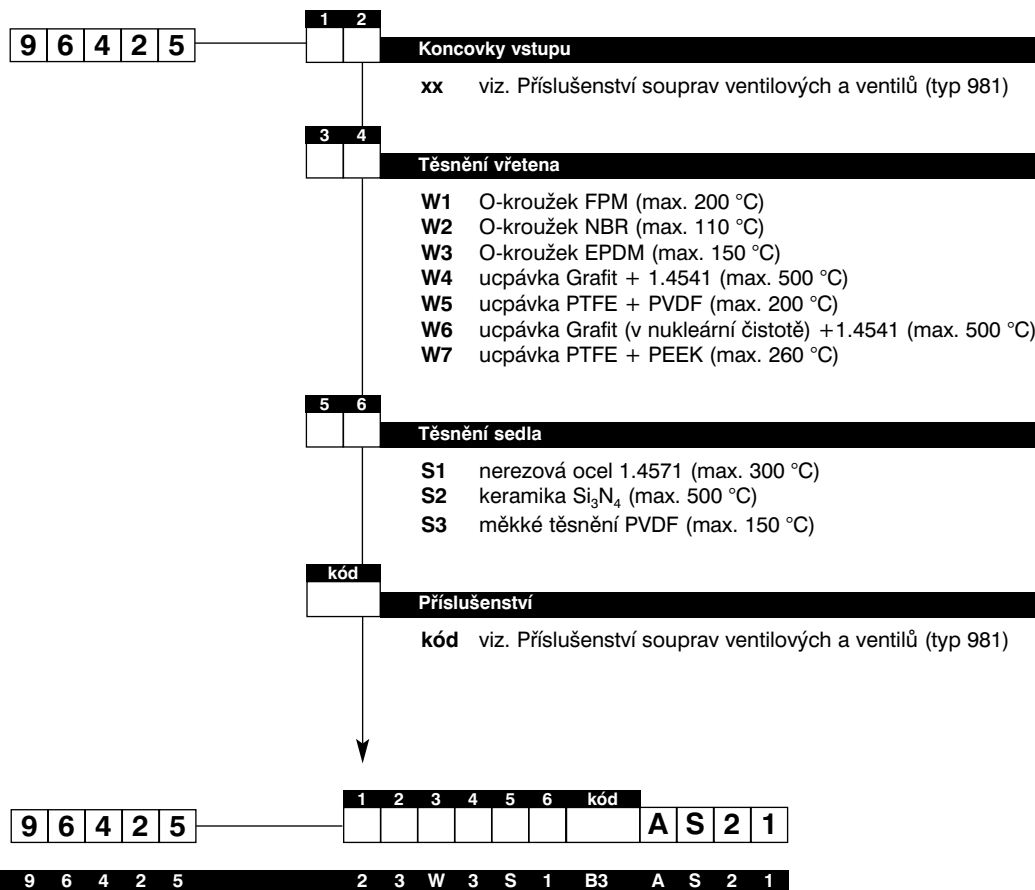 1 2
9 6 4 2 5
Koncovky vstupu
xx viz. Příslušenství souprav ventilových a ventilů (typ 981)
3 4
Těsnění vřetena
W1 O-kroužek FPM (max. 200 °C)
W2 O-kroužek NBR (max. 110 °C)
W3 O-kroužek EPDM (max. 150 °C)
W4 ucpávka Grafit + 1.4541 (max. 500 °C)
W5 ucpávka PTFE + PVDF (max. 200 °C)
W6 ucpávka Grafit (v nukleární čistotě) +1.4541 (max. 500 °C)
W7 ucpávka PTFE + PEEK (max. 260 °C)
5 6
Těsnění sedla
S1 nerezová ocel 1.4571 (max. 300 °C)
S2 keramika Si₃N₄ (max. 500 °C)
S3 měkké těsnění PVDF (max. 150 °C)
kód
Příslušenství
kód viz. Příslušenství souprav ventilových a ventilů (typ 981)
1 2 3 4 5 6 kód
9 6 4 2 5 A S 2 1
9 6 4 2 5 2 3 W 3 S 1 B3 A S 2 1